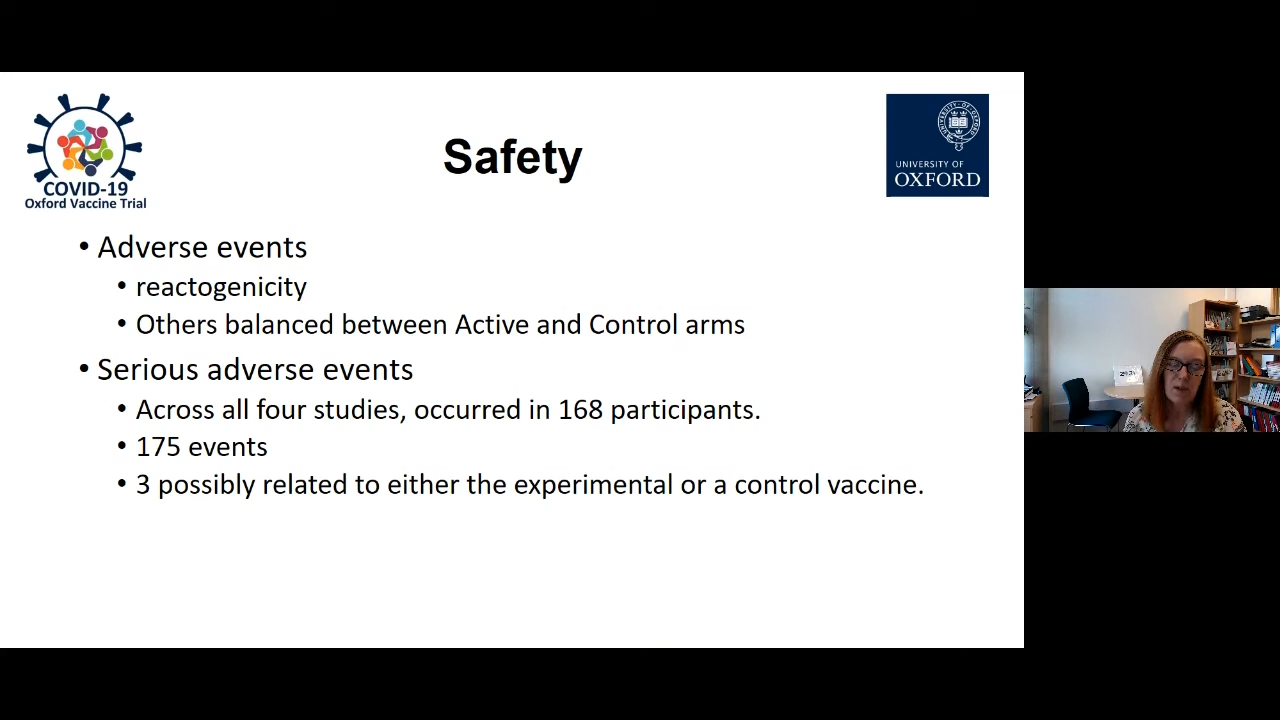 COVID-19
Oxford Vaccine Trial
Safety
UNIVERSITY OF
OXFORD
• Adverse events
• reactogenicity
• Others balanced between Active and Control arms
• Serious adverse events
• Across all four studies, occurred in 168 participants.
• 175 events
• 3 possibly related to either the experimental or a control vaccine.